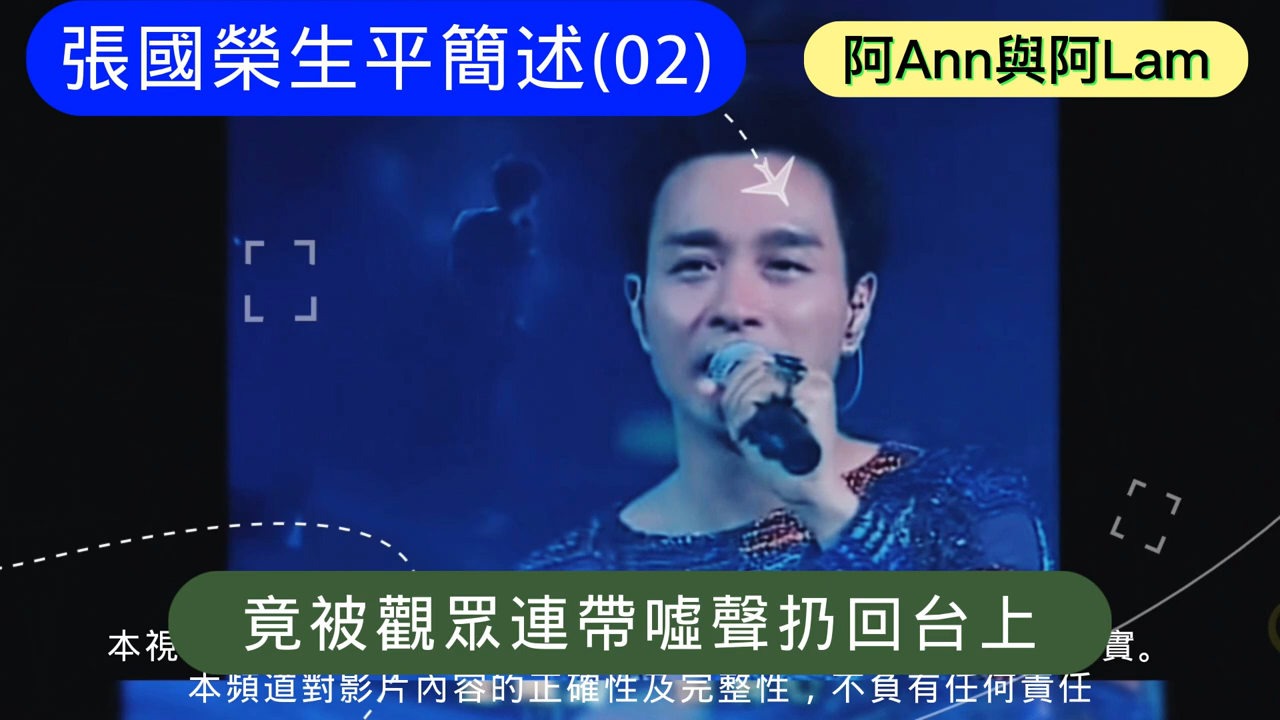 張國榮生平簡述(02)
阿Ann與阿Lam
竟被觀眾連帶噓聲扔回台上
本視
實。
本頻道對影片內容的正確性及完整性，不負有任何責任